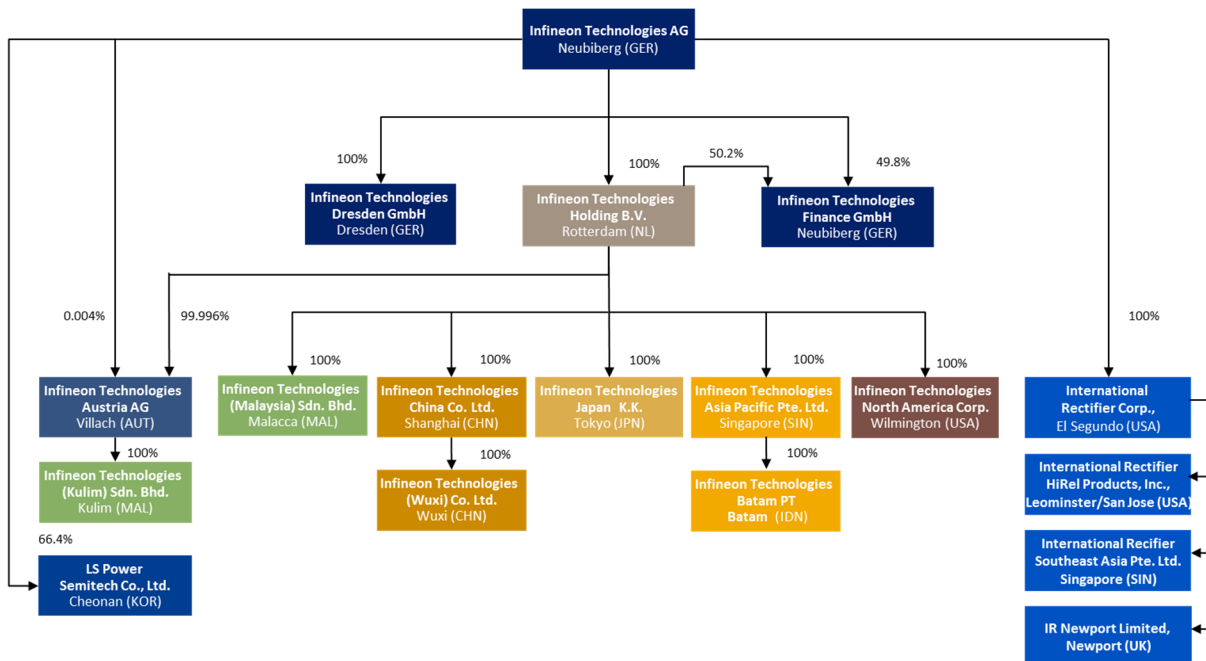 Infineon Technologies AG
Neubiberg (GER)
100%
100%
50.2%
49.8%
Infineon Technologies
Dresden GmbH
Dresden (GER)
Infineon Technologies
Holding B.V.
Rotterdam (NL)
Infineon Technologies
Finance GmbH
Neubiberg (GER)
0.004%
99.996%
100%
100%
100%
100%
100%
100%
Infineon Technologies
Austria AG
Villach (AUT)
Infineon Technologies
(Malaysia) Sdn. Bhd.
Malacca (MAL)
Infineon Technologies
China Co. Ltd.
Shanghai (CHN)
Infineon Technologies
Japan K.K.
Tokyo (JPN)
Infineon Technologies
Asia Pacific Pte. Ltd.
Singapore (SIN)
Infineon Technologies
North America Corp.
Wilmington (USA)
International
Rectifier Corp.,
El Segundo (USA)
100%
100%
100%
Infineon Technologies
(Kulim) Sdn. Bhd.
Kulim (MAL)
Infineon Technologies
(Wuxi) Co. Ltd.
Wuxi (CHN)
Infineon Technologies
Batam PT
Batam (IDN)
International Rectifier
HiRel Products, Inc.,
Leominster/San Jose (USA)
66.4%
LS Power
Semitech Co., Ltd.
Cheonan (KOR)
International Recifier
Southeast Asia Pte. Ltd.
Singapore (SIN)
IR Newport Limited,
Newport (UK)